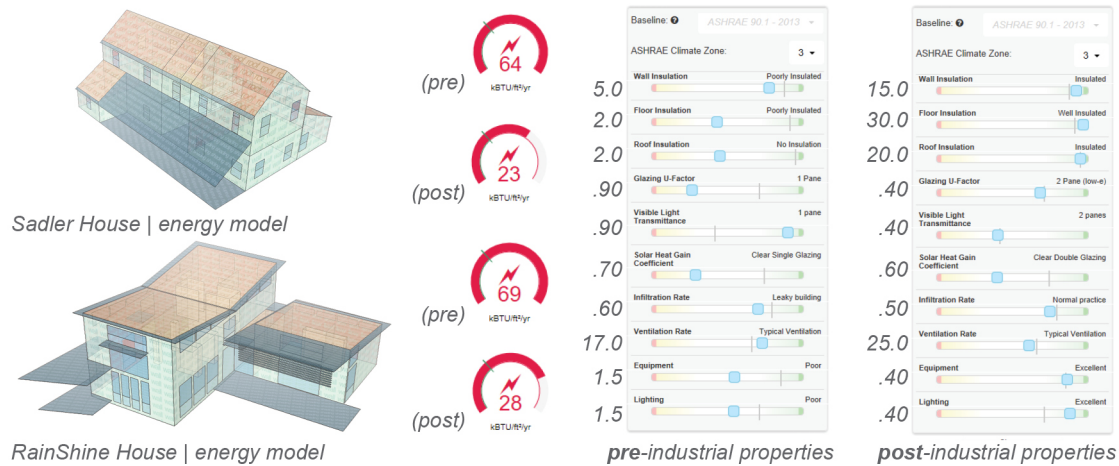 (pre)
64
kBTU/ft²/yr
(post)
23
kBTU/ft²/yr
Sadler House | energy model
(pre)
69
kBTU/ft²/yr
(post)
28
kBTU/ft²/yr
RainShine House | energy model
Baseline: ASHRAE 90.1 - 2013
ASHRAE Climate Zone: 3
5.0 Wall Insulation Poorly Insulated
2.0 Floor Insulation Poorly Insulated
2.0 Roof Insulation No Insulation
.90 Glazing U-Factor 1 Pane
.90 Visible Light 1 pane
Transmittance
.70 Solar Heat Gain Clear Single Glazing
Coefficient
.60 Infiltration Rate Leaky building
17.0 Ventilation Rate Typical Ventilation
1.5 Equipment Poor
1.5 Lighting Poor
pre-industrial properties
Baseline: ASHRAE 90.1 - 2013
ASHRAE Climate Zone: 3
15.0 Wall Insulation Insulated
30.0 Floor Insulation Well Insulated
20.0 Roof Insulation Insulated
.40 Glazing U-Factor 2 Pane (low-e)
.40 Visible Light 2 panes
Transmittance
.60 Solar Heat Gain Clear Double Glazing
Coefficient
.50 Infiltration Rate Normal practice
25.0 Ventilation Rate Typical Ventilation
.40 Equipment Excellent
.40 Lighting Excellent
post-industrial properties